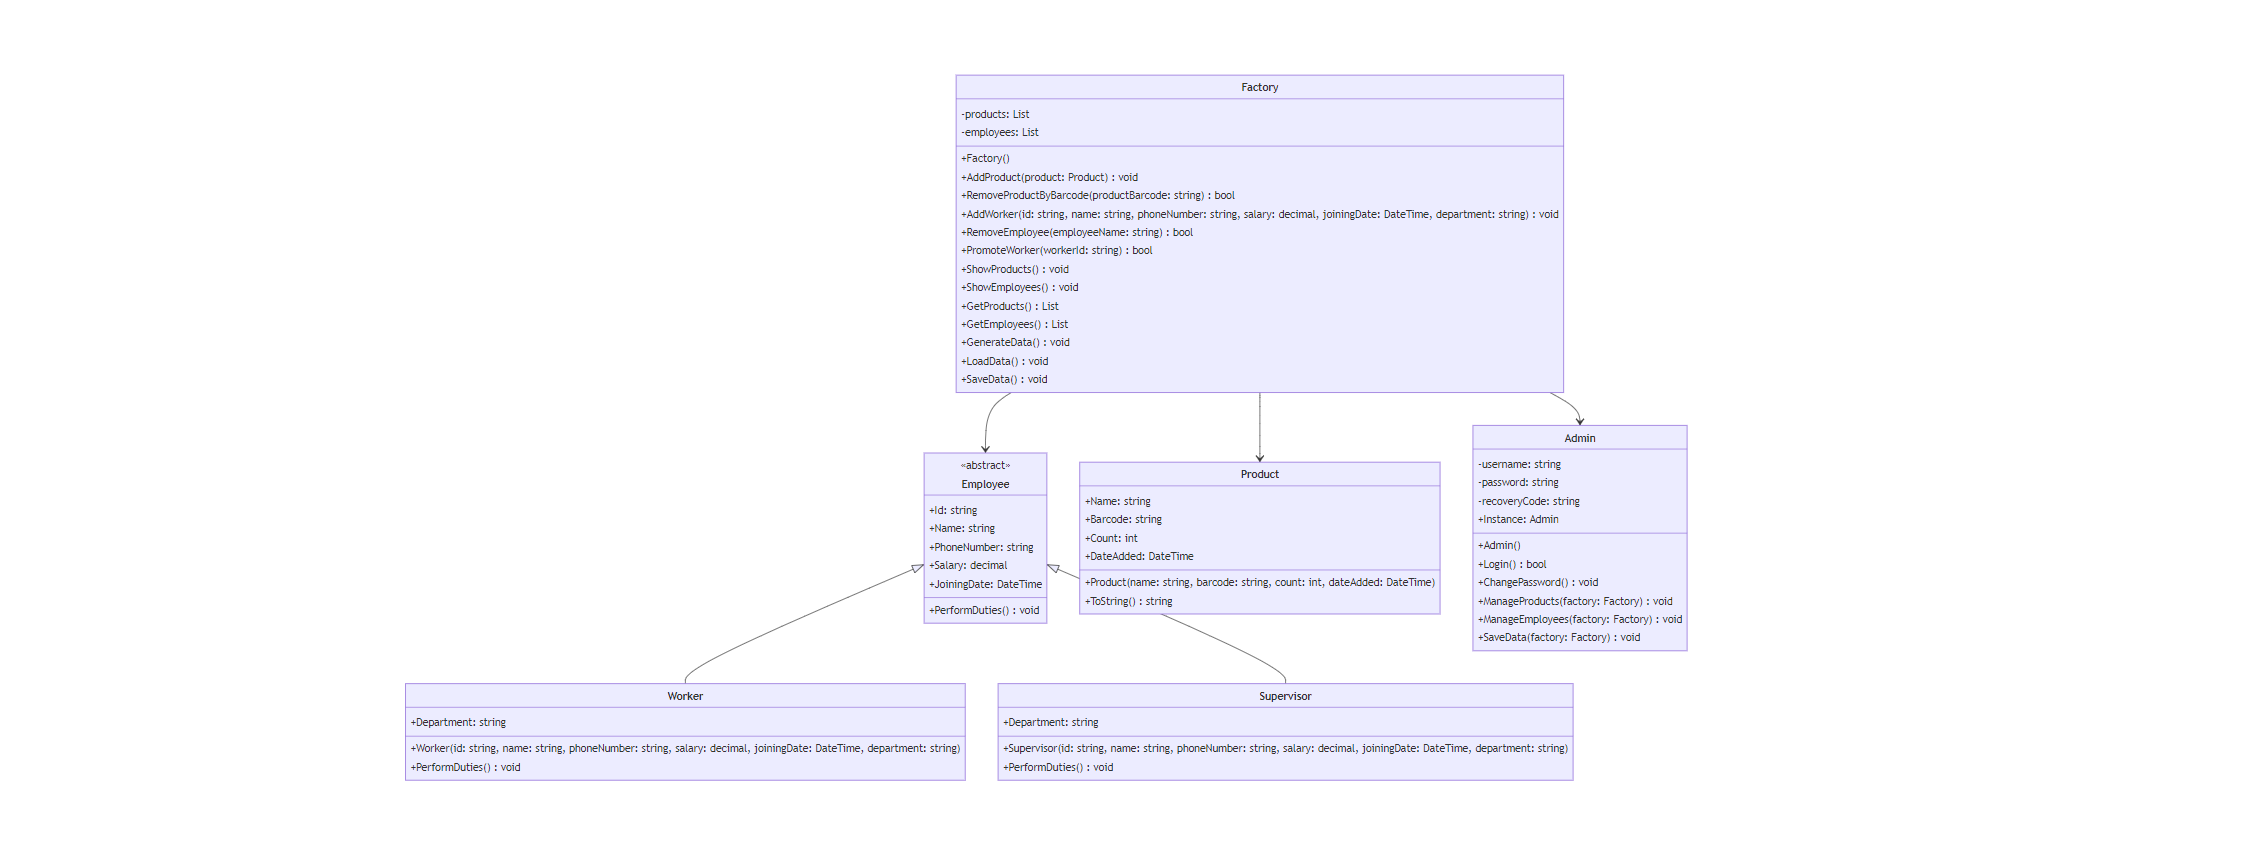 Factory
-products: List
-employees: List
+Factory()
+AddProduct(product: Product) : void
+RemoveProductByBarcode(productBarcode: string) : bool
+AddWorker(id: string, name: string, phoneNumber: string, salary: decimal, joiningDate: DateTime, department: string) : void
+RemoveEmployee(employeeName: string) : bool
+PromoteWorker(workerId: string) : bool
+ShowProducts() : void
+ShowEmployees() : void
+GetProducts() : List
+GetEmployees() : List
+GenerateData() : void
+LoadData() : void
+SaveData() : void
«abstract»
Employee
+Id: string
+Name: string
+PhoneNumber: string
+Salary: decimal
+JoiningDate: DateTime
+PerformDuties() : void
Product
+Name: string
+Barcode: string
+Count: int
+DateAdded: DateTime
+Product(name: string, barcode: string, count: int, dateAdded: DateTime)
+ToString() : string
Admin
-username: string
-password: string
-recoveryCode: string
+Instance: Admin
+Admin()
+Login() : bool
+ChangePassword() : void
+ManageProducts(factory: Factory) : void
+ManageEmployees(factory: Factory) : void
+SaveData(factory: Factory) : void
Worker
+Department: string
+Worker(id: string, name: string, phoneNumber: string, salary: decimal, joiningDate: DateTime, department: string)
+PerformDuties() : void
Supervisor
+Department: string
+Supervisor(id: string, name: string, phoneNumber: string, salary: decimal, joiningDate: DateTime, department: string)
+PerformDuties() : void